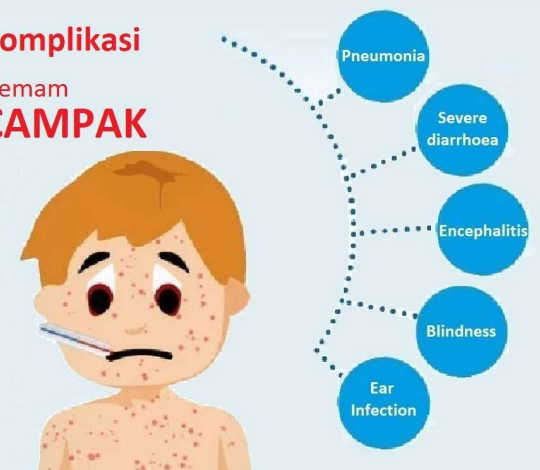 omplikasi
emam
CAMPAK
Pneumonia
Severe
diarrhoea
Encephalitis
Blindness
Ear
Infection